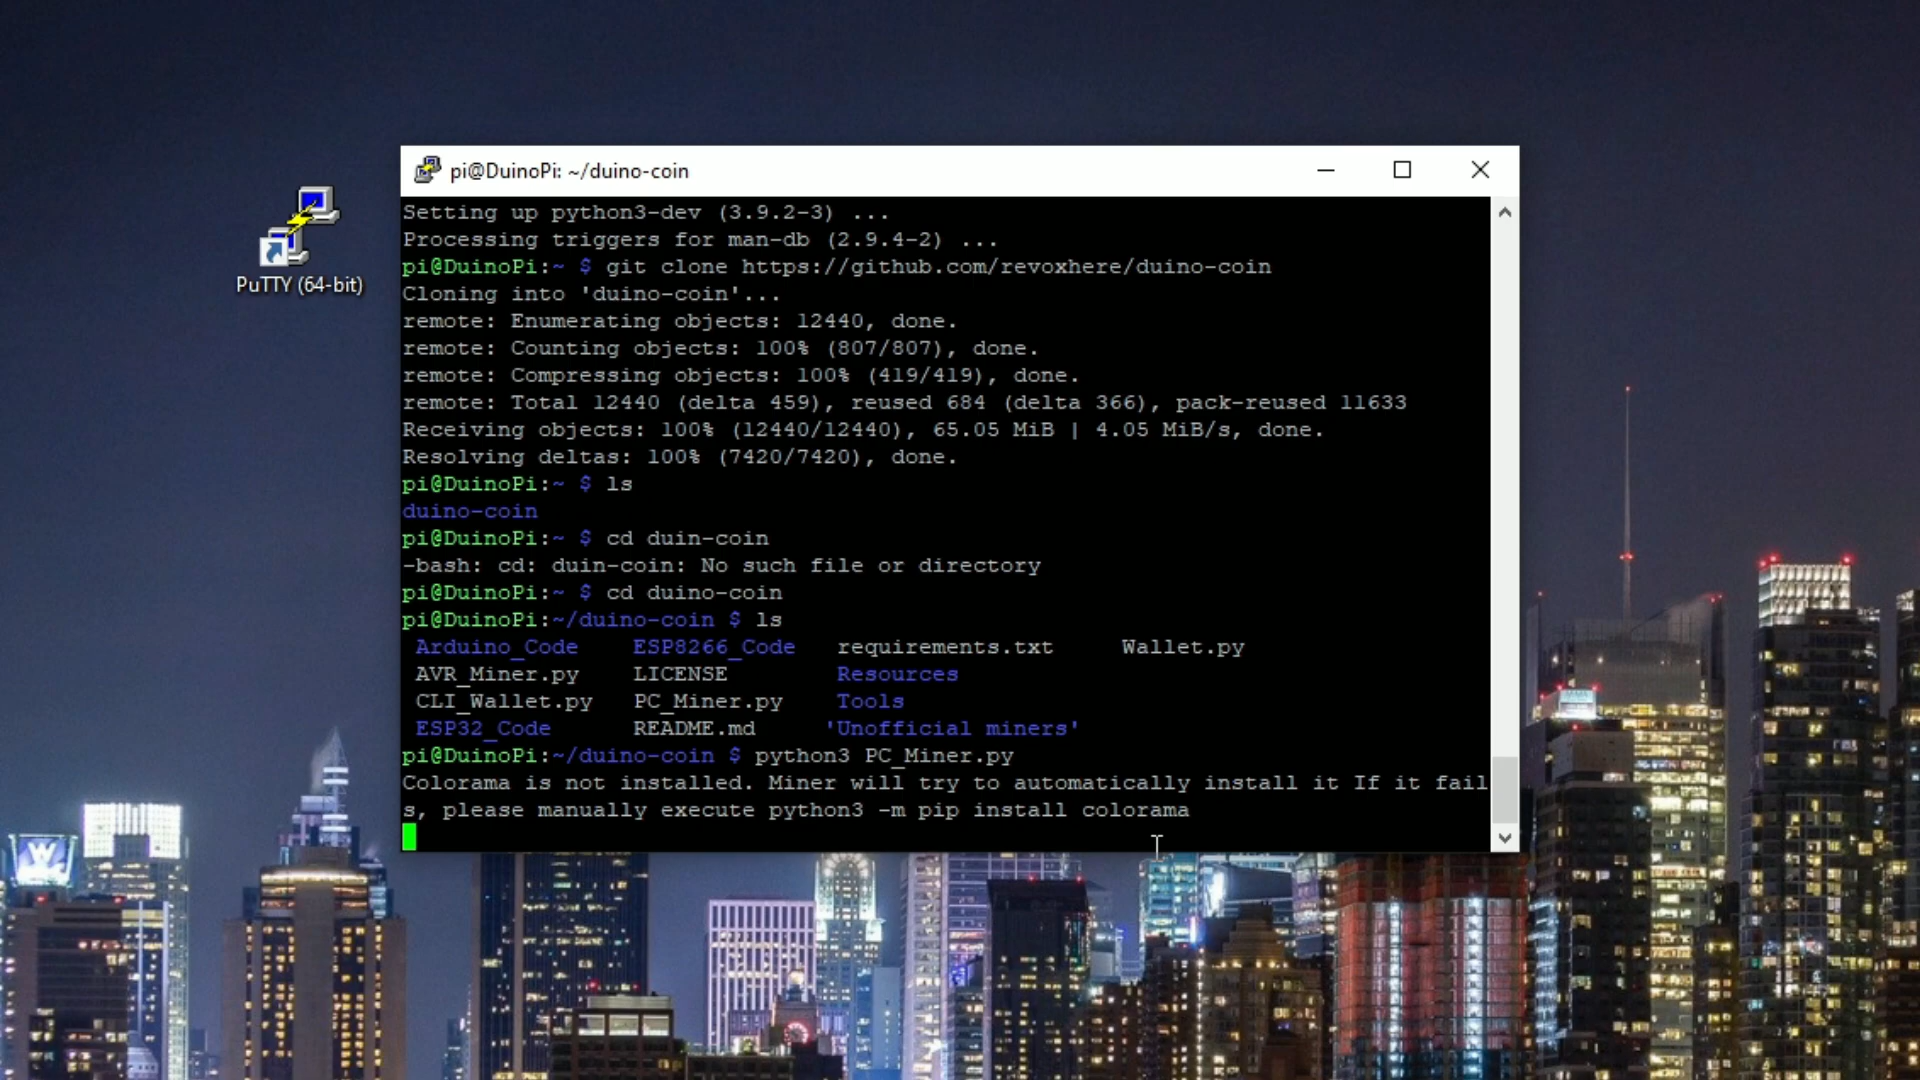 pi@DuinoPi: ~/duino-coin
PuTTY (64-bit)
Setting up python3-dev (3.9.2-3) ...
Processing triggers for man-db (2.9.4-2) ...
pi@DuinoPi:~ $ git clone https://github.com/revoxhere/duino-coin
Cloning into 'duino-coin'...
remote: Enumerating objects: 12440, done.
remote: Counting objects: 100% (807/807), done.
remote: Compressing objects: 100% (419/419), done.
remote: Total 12440 (delta 459), reused 684 (delta 366), pack-reused 11633
Receiving objects: 100% (12440/12440), 65.05 MiB | 4.05 MiB/s, done.
Resolving deltas: 100% (7420/7420), done.
pi@DuinoPi:~ $ ls
duino-coin
pi@DuinoPi:~ $ cd duin-coin
-bash: cd: duin-coin: No such file or directory
pi@DuinoPi:~ $ cd duino-coin
pi@DuinoPi:~/duino-coin $ ls
Arduino_Code ESP8266_Code requirements.txt Wallet.py
AVR_Miner.py LICENSE Resources
CLI_Wallet.py PC_Miner.py Tools
ESP32_Code README.md 'Unofficial miners'
pi@DuinoPi:~/duino-coin $ python3 PC_Miner.py
Colorama is not installed. Miner will try to automatically install it If it fail
s, please manually execute python3 -m pip install colorama
W